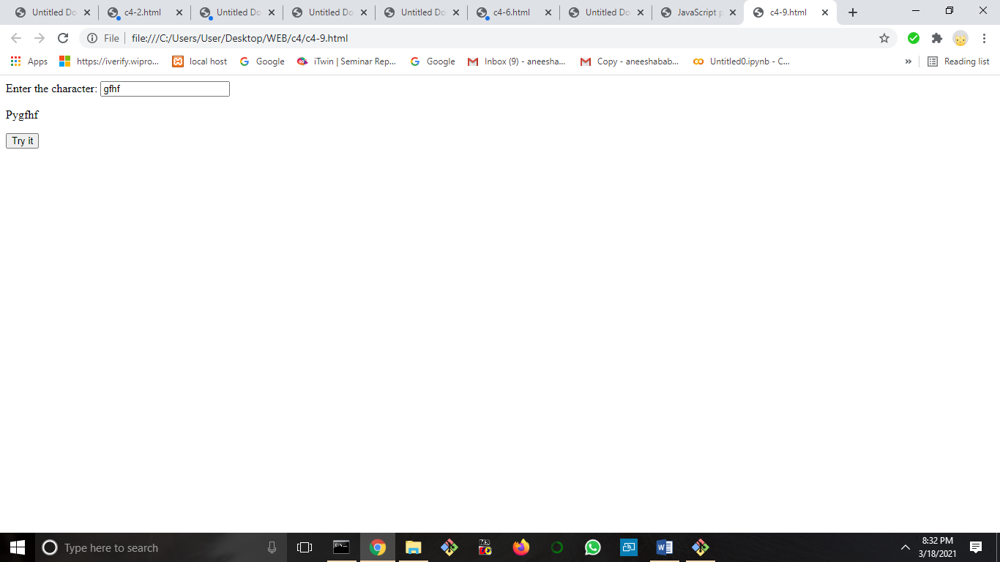 Untitled Do c4-2.html Untitled Do Untitled Do Untitled Do c4-6.html Untitled Do JavaScript p c4-9.html
File file:///C:/Users/User/Desktop/WEB/c4/c4-9.html
Apps https://iverify.wipro... local host Google iTwin | Seminar Rep... Google Inbox (9) - aneesha... Copy - aneeshabab... Untitled0.ipynb - C... » Reading list
Enter the character: gfhf
Pygfhf
Try it
Type here to search
8:32 PM
3/18/2021